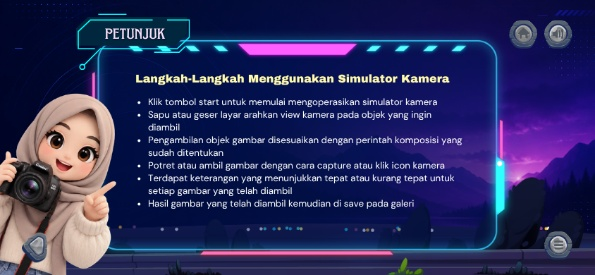 PETUNJUK
Langkah-Langkah Menggunakan Simulator Kamera
• Klik tombol start untuk memulai mengoperasikan simulator kamera
• Sapu atau geser layar arahkan view kamera pada objek yang ingin
diambil
• Pengambilan objek gambar disesuaikan dengan perintah komposisi yang
sudah ditentukan
• Potret atau ambil gambar dengan cara capture atau klik icon kamera
• Terdapat keterangan yang menunjukkan tepat atau kurang tepat untuk
setiap gambar yang telah diambil
• Hasil gambar yang telah diambil kemudian di save pada galeri